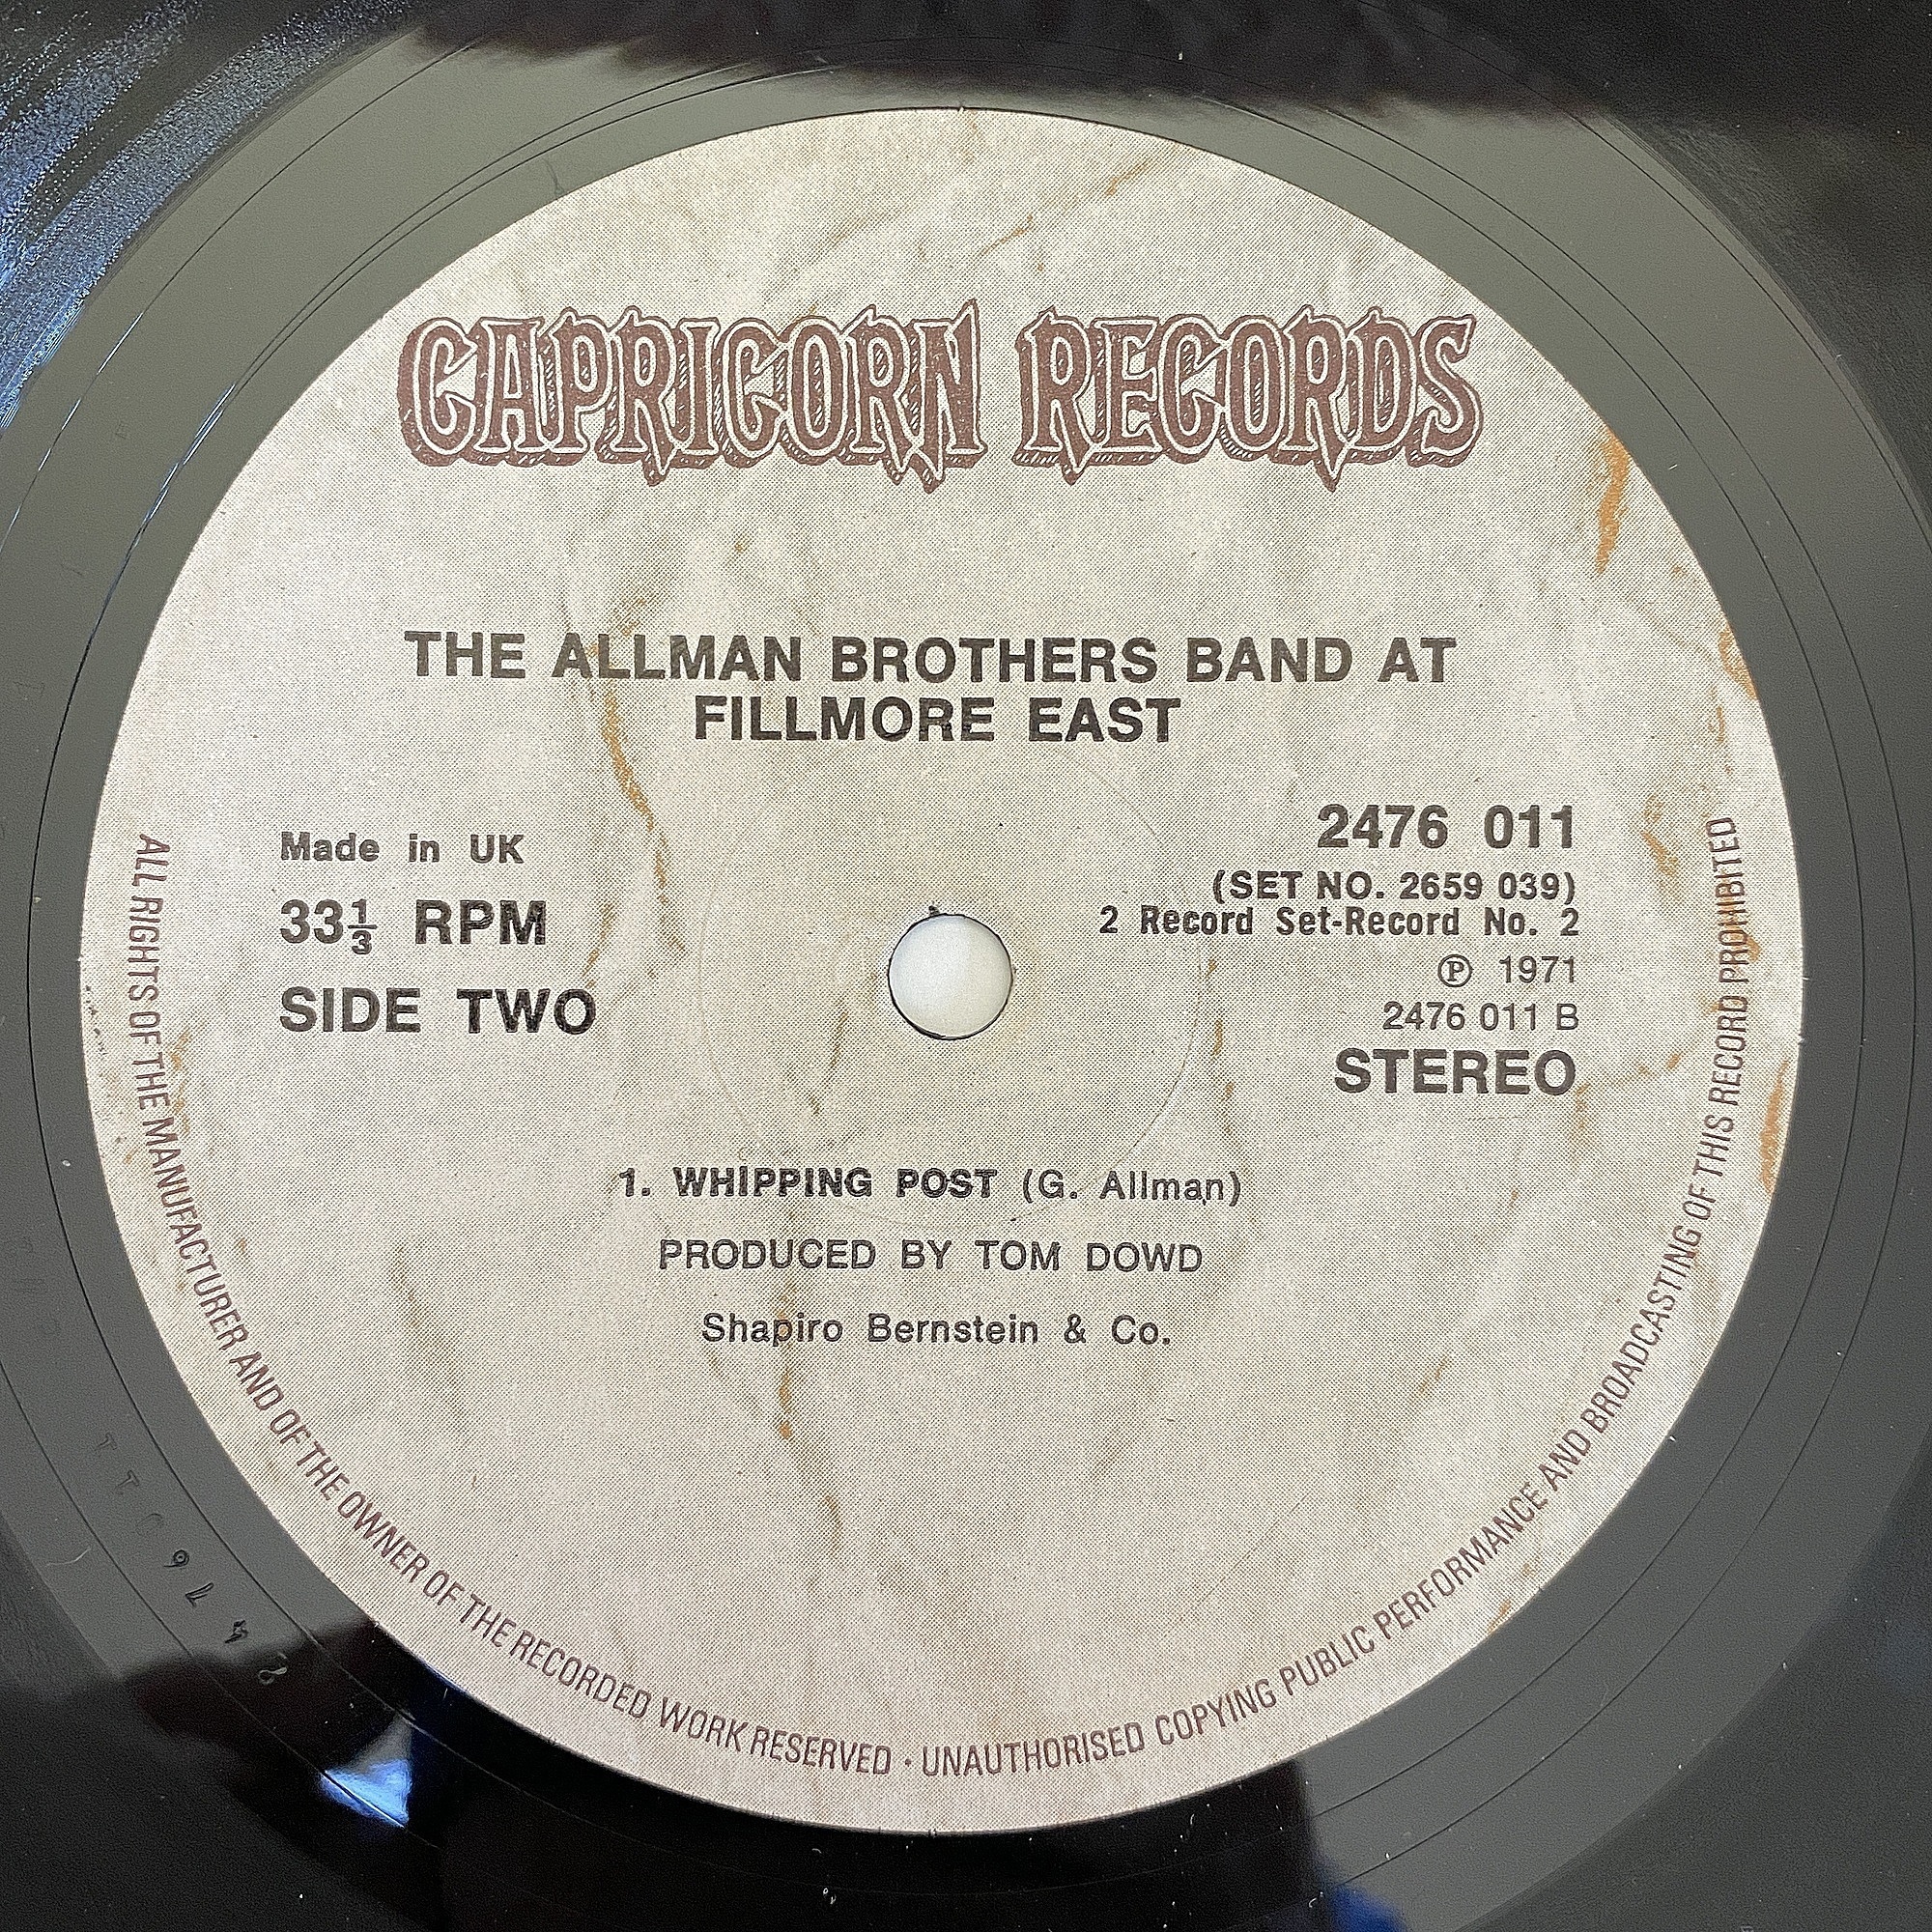 CAPRICORN RECORDS
THE ALLMAN BROTHERS BAND AT
FILLMORE EAST
Made in UK
33⅓ RPM
SIDE TWO
2476 011
(SET NO. 2659 039)
2 Record Set-Record No. 2
℗ 1971
2476 011 B
STEREO
1. WHIPPING POST (G. Allman)
PRODUCED BY TOM DOWD
Shapiro Bernstein & Co.
ALL RIGHTS OF THE MANUFACTURER AND OF THE OWNER OF THE RECORDED WORK RESERVED · UNAUTHORISED COPYING PUBLIC PERFORMANCE AND BROADCASTING OF THIS RECORD PROHIBITED